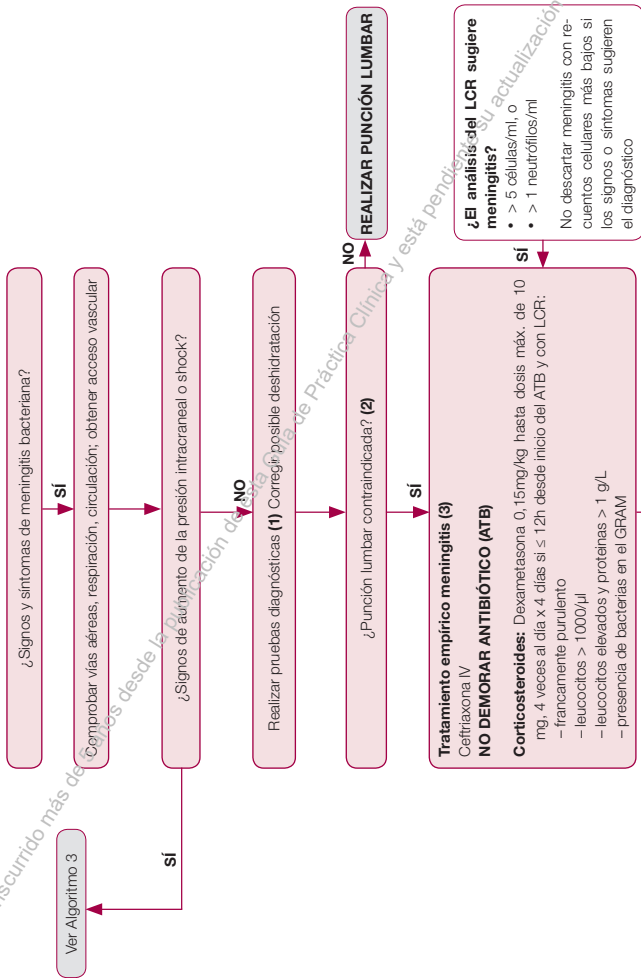 ¿Signos y síntomas de meningitis bacteriana?
SÍ
Comprobar vías aéreas, respiración, circulación; obtener acceso vascular
¿Signos de aumento de la presión intracraneal o shock?
SÍ
Ver Algoritmo 3
NO
Realizar pruebas diagnósticas (1) Corregir posible deshidratación
¿Punción lumbar contraindicada? (2)
NO
REALIZAR PUNCIÓN LUMBAR
SÍ
Tratamiento empírico meningitis (3)
Ceftriaxona IV
NO DEMORAR ANTIBIÓTICO (ATB)
Corticosteroides: Dexametasona 0,15mg/kg hasta dosis máx. de 10
mg, 4 veces al día x 4 días si ≤ 12h desde inicio del ATB y con LCR:
– francamente purulento
– leucocitos > 1000/µl
– leucocitos elevados y proteínas > 1 g/L
– presencia de bacterias en el GRAM
SÍ
¿El análisis del LCR sugiere
meningitis?
• > 5 células/ml, o
• > 1 neutrófilos/ml
No descartar meningitis con re-
cuentos celulares más bajos si
los signos o síntomas sugieren
el diagnóstico
más de 5 años desde la publicación de esta Guía de Práctica Clínica y está pendiente su actualización